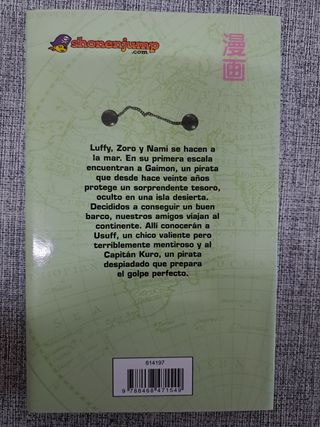 shonenjump
.com
漫画
Luffy, Zoro y Nami se hacen a
la mar. En su primera escala
encuentran a Gaimon, un pirata
que desde hace veinte años
protege un sorprendente tesoro,
oculto en una isla desierta.
Decididos a conseguir un buen
barco, nuestros amigos viajan al
continente. Allí conocerán a
Usuff, un chico valiente pero
terriblemente mentiroso y al
Capitán Kuro, un pirata
despiadado que prepara
el golpe perfecto.
614197
9 788468 471549